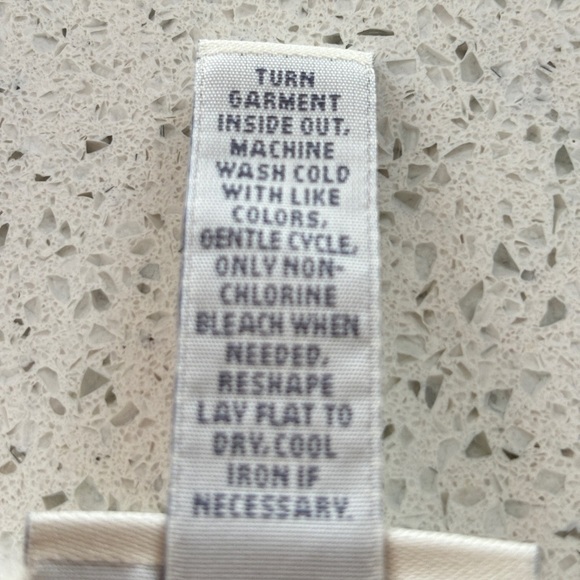 TURN
GARMENT
INSIDE OUT,
MACHINE
WASH COLD
WITH LIKE
COLORS,
GENTLE CYCLE,
ONLY NON-
CHLORINE
BLEACH WHEN
NEEDED,
RESHAPE
LAY FLAT TO
DRY, COOL
IRON IF
NECESSARY.